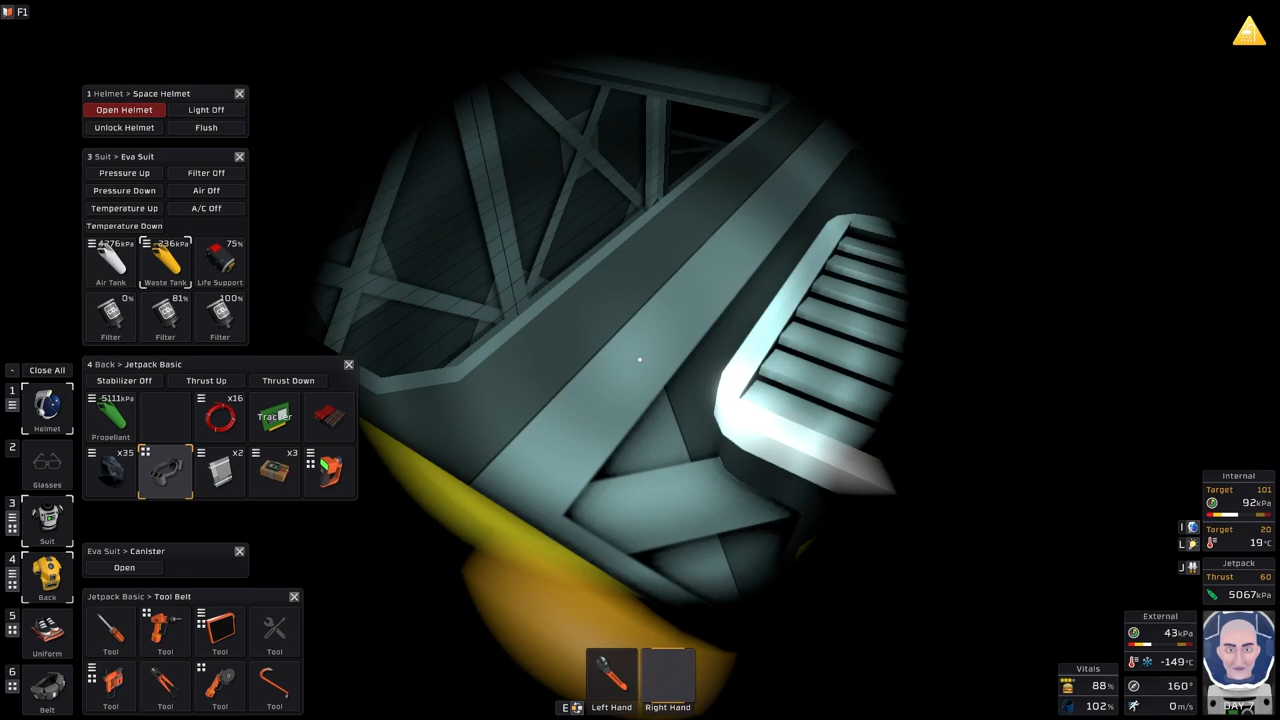 F1
1 Helmet > Space Helmet
Open Helmet Light Off
Unlock Helmet Flush
3 Suit > Eva Suit
Pressure Up Filter Off
Pressure Down Air Off
Temperature Up A/C Off
Temperature Down
4276kPa 236kPa 75%
Air Tank Waste Tank Life Support
0% 81% 100%
Filter Filter Filter
4 Back > Jetpack Basic
Stabilizer Off Thrust Up Thrust Down
5111kPa x16 Tracker
Propellant
x35 x2 x3
Eva Suit > Canister
Open
Jetpack Basic > Tool Belt
Tool Tool Tool Tool
Tool Tool Tool Tool
~ Close All
1 Helmet
2 Glasses
3 Suit
4 Back
5 Uniform
6 Belt
E Left Hand Right Hand
Internal
Target 101
I 92kPa
Target 20
L 19°C
Jetpack
Thrust 60
J 5067kPa
External
43kPa
-149°C
160°
0m/s
Vitals
88%
102%
DAY 7